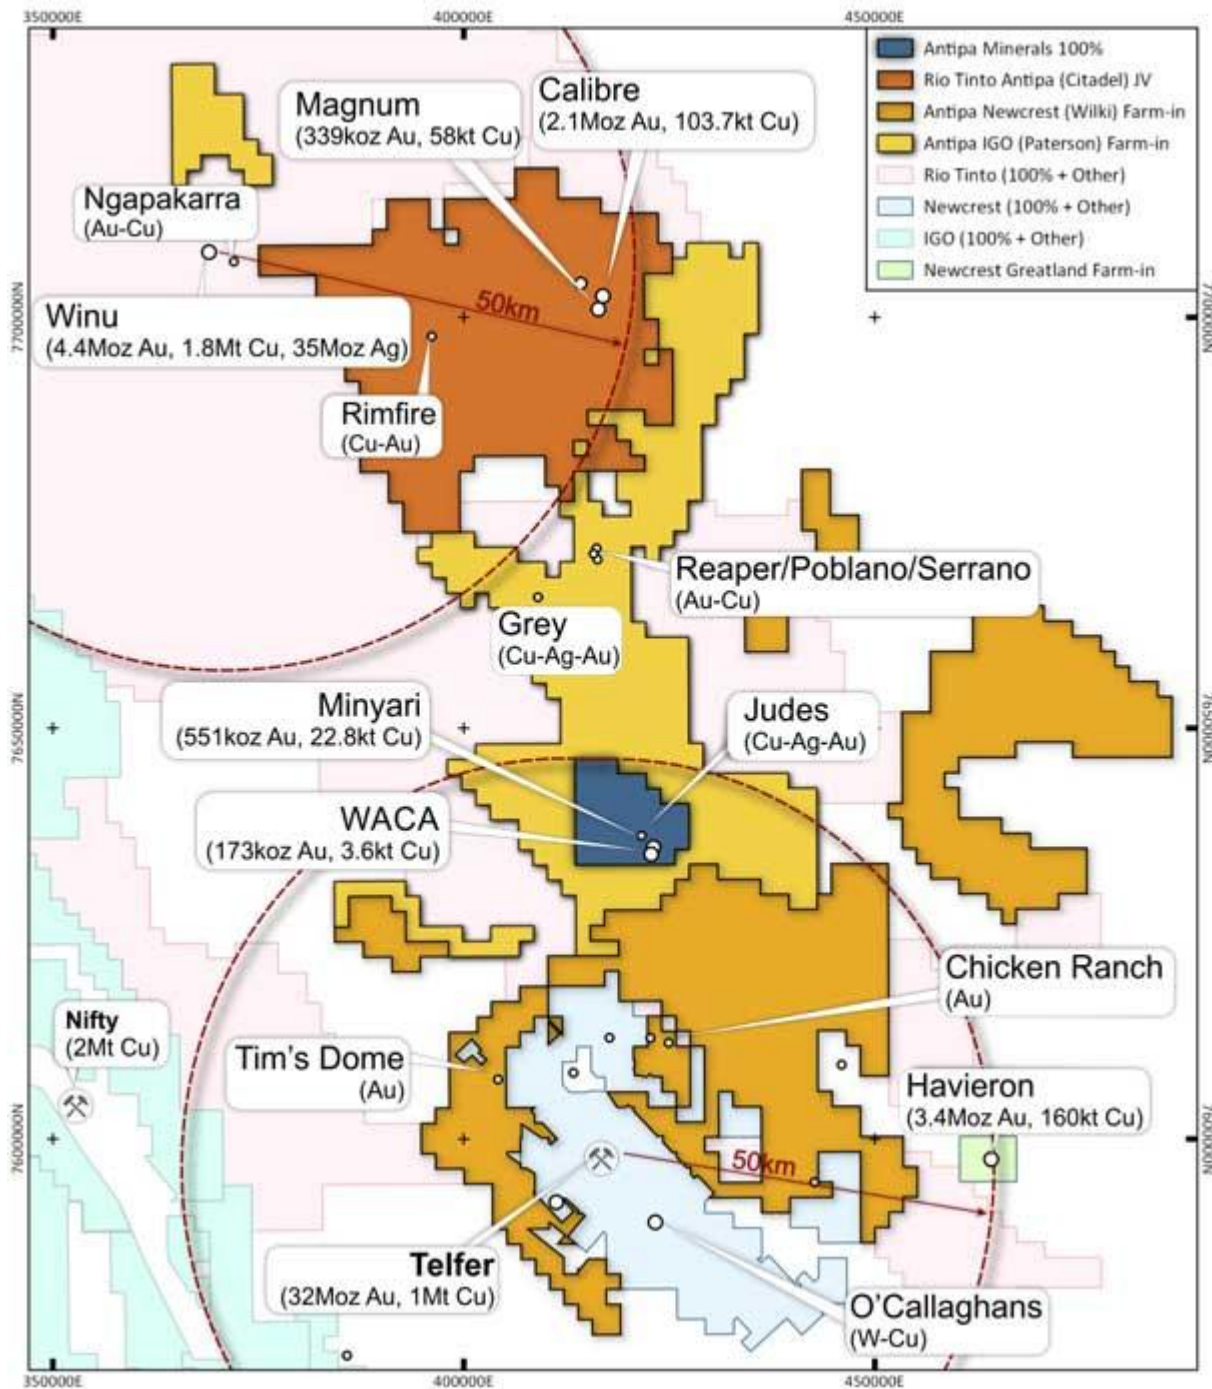 350000E
400000E
450000E
Antipa Minerals 100%
Rio Tinto Antipa (Citadel) JV
Antipa Newcrest (Wilki) Farm-in
Antipa IGO (Paterson) Farm-in
Rio Tinto (100% + Other)
Newcrest (100% + Other)
IGO (100% + Other)
Newcrest Greatland Farm-in
Magnum
(339koz Au, 58kt Cu)
Calibre
(2.1Moz Au, 103.7kt Cu)
Ngapakarra
(Au-Cu)
50km
Winu
(4.4Moz Au, 1.8Mt Cu, 35Moz Ag)
7700000N
7700000N
Rimfire
(Cu-Au)
Reaper/Poblano/Serrano
(Au-Cu)
Grey
(Cu-Ag-Au)
Minyari
(551koz Au, 22.8kt Cu)
Judes
(Cu-Ag-Au)
7650000N
7650000N
WACA
(173koz Au, 3.6kt Cu)
Chicken Ranch
(Au)
Nifty
(2Mt Cu)
Tim's Dome
(Au)
Havieron
(3.4Moz Au, 160kt Cu)
7600000N
7600000N
50km
Telfer
(32Moz Au, 1Mt Cu)
O'Callaghans
(W-Cu)
350000E
400000E
450000E